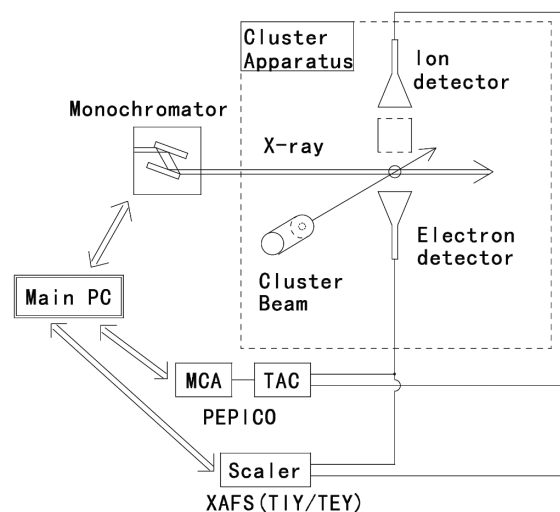 Cluster
Apparatus
Ion
detector
Monochromator
X-ray
Electron
detector
Cluster
Beam
Main PC
MCA
TAC
PEPICO
Scaler
XAFS(TIY/TEY)